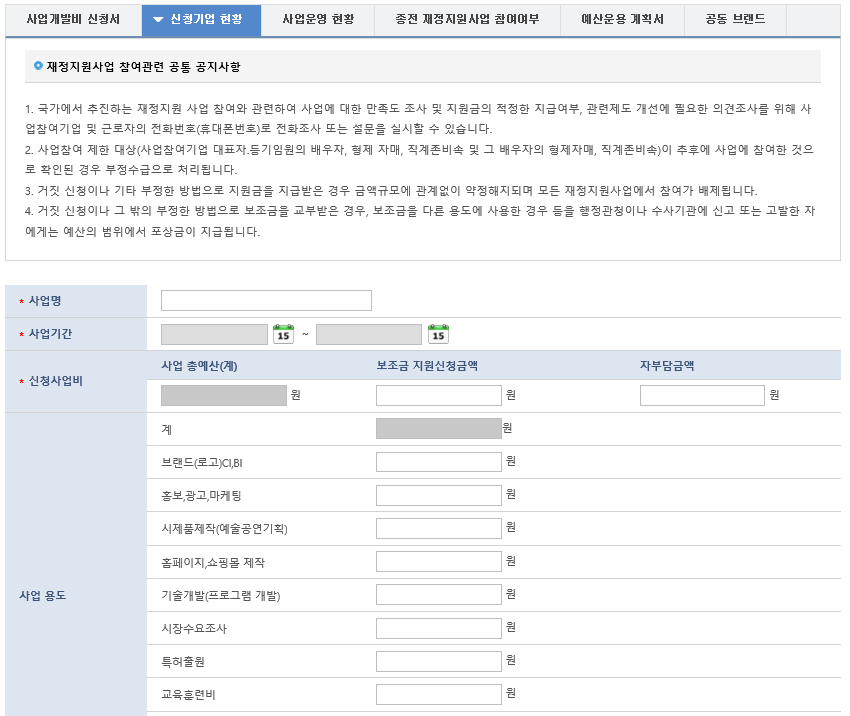 사업개발비 신청서 신청기업 현황 사업운영 현황 종전 재정지원사업 참여여부 예산운용 계획서 공동 브랜드
재정지원사업 참여관련 공통 공지사항
1. 국가에서 추진하는 재정지원 사업 참여와 관련하여 사업에 대한 만족도 조사 및 지원금의 적정한 지급여부, 관련제도 개선에 필요한 의견조사를 위해 사
업참여기업 및 근로자의 전화번호(휴대폰번호)로 전화조사 또는 설문을 실시할 수 있습니다.
2. 사업참여 제한 대상(사업참여기업 대표자.등기임원의 배우자, 형제 자매, 직계존비속 및 그 배우자의 형제자매, 직계존비속)이 추후에 사업에 참여한 것으
로 확인된 경우 부정수급으로 처리됩니다.
3. 거짓 신청이나 기타 부정한 방법으로 지원금을 지급받은 경우 금액규모에 관계없이 약정해지되며 모든 재정지원사업에서 참여가 배제됩니다.
4. 거짓 신청이나 그 밖의 부정한 방법으로 보조금을 교부받은 경우, 보조금을 다른 용도에 사용한 경우 등을 행정관청이나 수사기관에 신고 또는 고발한 자
에게는 예산의 범위에서 포상금이 지급됩니다.
* 사업명
* 사업기간 15 ~ 15
* 신청사업비
사업 총예산(계) 보조금 지원신청금액 자부담금액
원 원 원
사업 용도
계 원
브랜드(로고)CI,BI 원
홍보,광고,마케팅 원
시제품제작(예술공연기획) 원
홈페이지,쇼핑몰 제작 원
기술개발(프로그램 개발) 원
시장수요조사 원
특허출원 원
교육훈련비 원